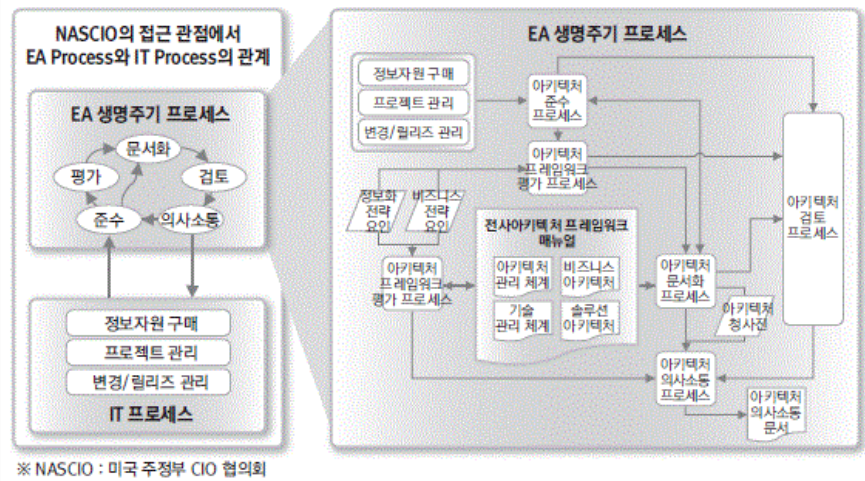 NASCIO의 접근 관점에서
EA Process와 IT Process의 관계
EA 생명주기 프로세스
문서화
평가
검토
준수
의사소통
정보자원 구매
프로젝트 관리
변경/릴리즈 관리
IT 프로세스
※ NASCIO : 미국 주정부 CIO 협의회
EA 생명주기 프로세스
정보자원 구매
프로젝트 관리
변경/릴리즈 관리
아키텍처
준수
프로세스
아키텍처
프레임워크
평가 프로세스
정보화
전략
요인
비즈니스
전략
요인
아키텍처
프레임워크
평가 프로세스
전사아키텍처 프레임워크
매뉴얼
아키텍처
관리 체계
비즈니스
아키텍처
기술
관리 체계
솔루션
아키텍처
아키텍처
문서화
프로세스
아키텍처
청사진
아키텍처
검토
프로세스
아키텍처
의사소통
프로세스
아키텍처
의사소통
문서